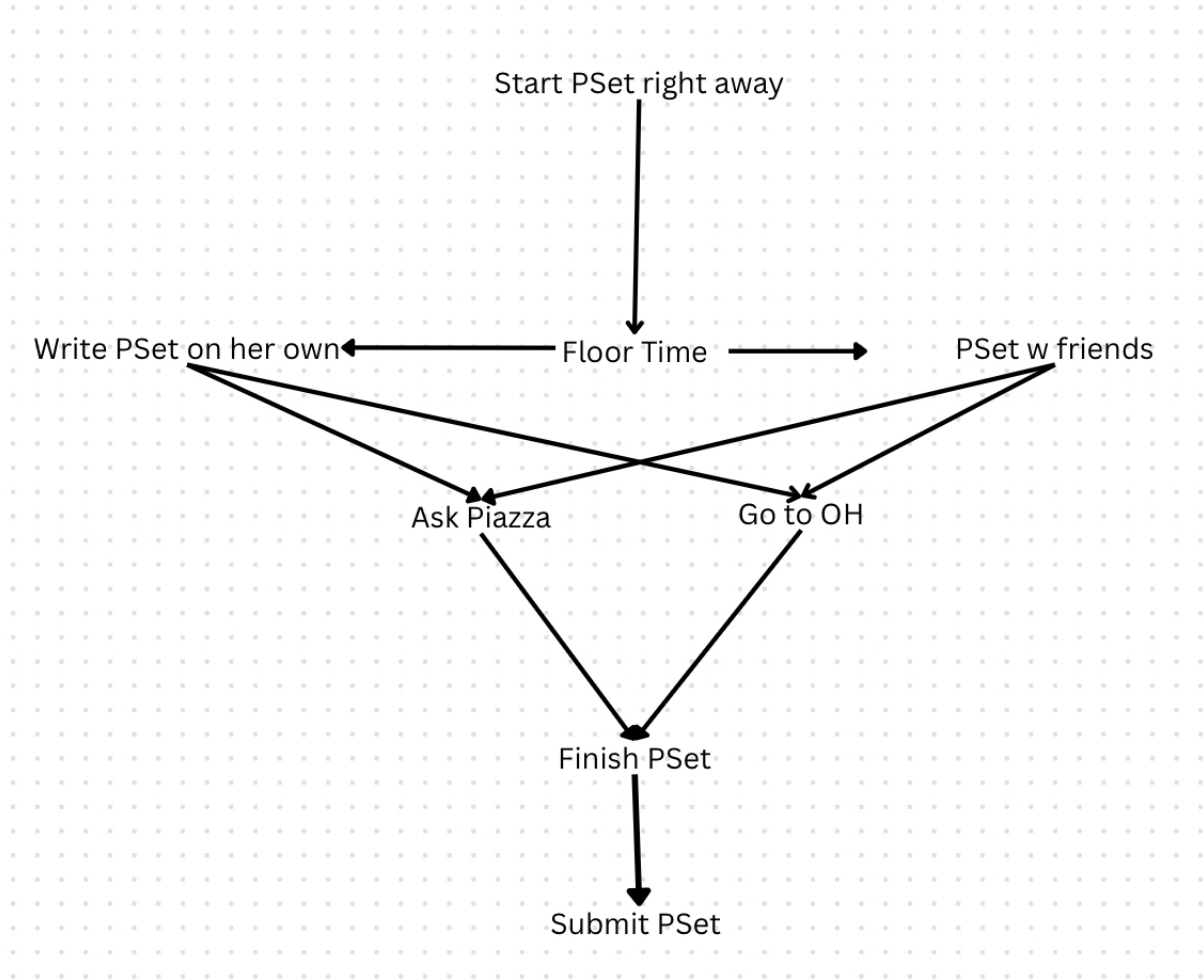 Start PSet right away
Write PSet on her own
Floor Time
PSet w friends
Ask Piazza
Go to OH
Finish PSet
Submit PSet